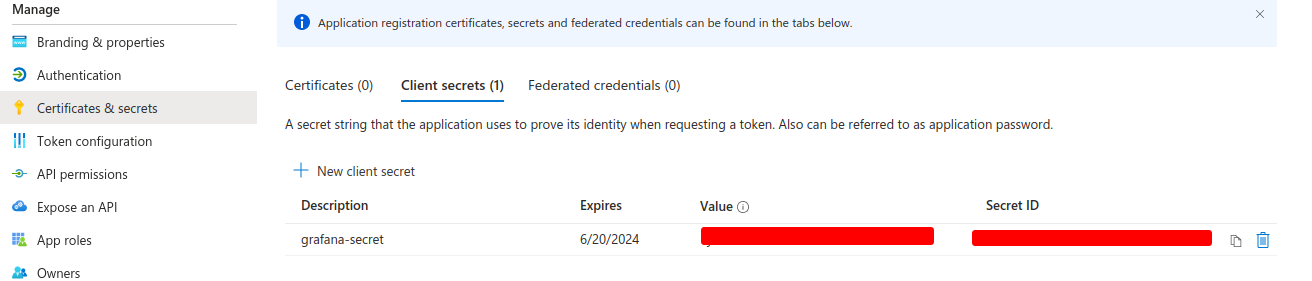 Manage
Branding & properties
Authentication
Certificates & secrets
Token configuration
API permissions
Expose an API
App roles
Owners
Application registration certificates, secrets and federated credentials can be found in the tabs below.
Certificates (0) Client secrets (1) Federated credentials (0)
A secret string that the application uses to prove its identity when requesting a token. Also can be referred to as application password.
New client secret
Description Expires Value Secret ID
grafana-secret 6/20/2024